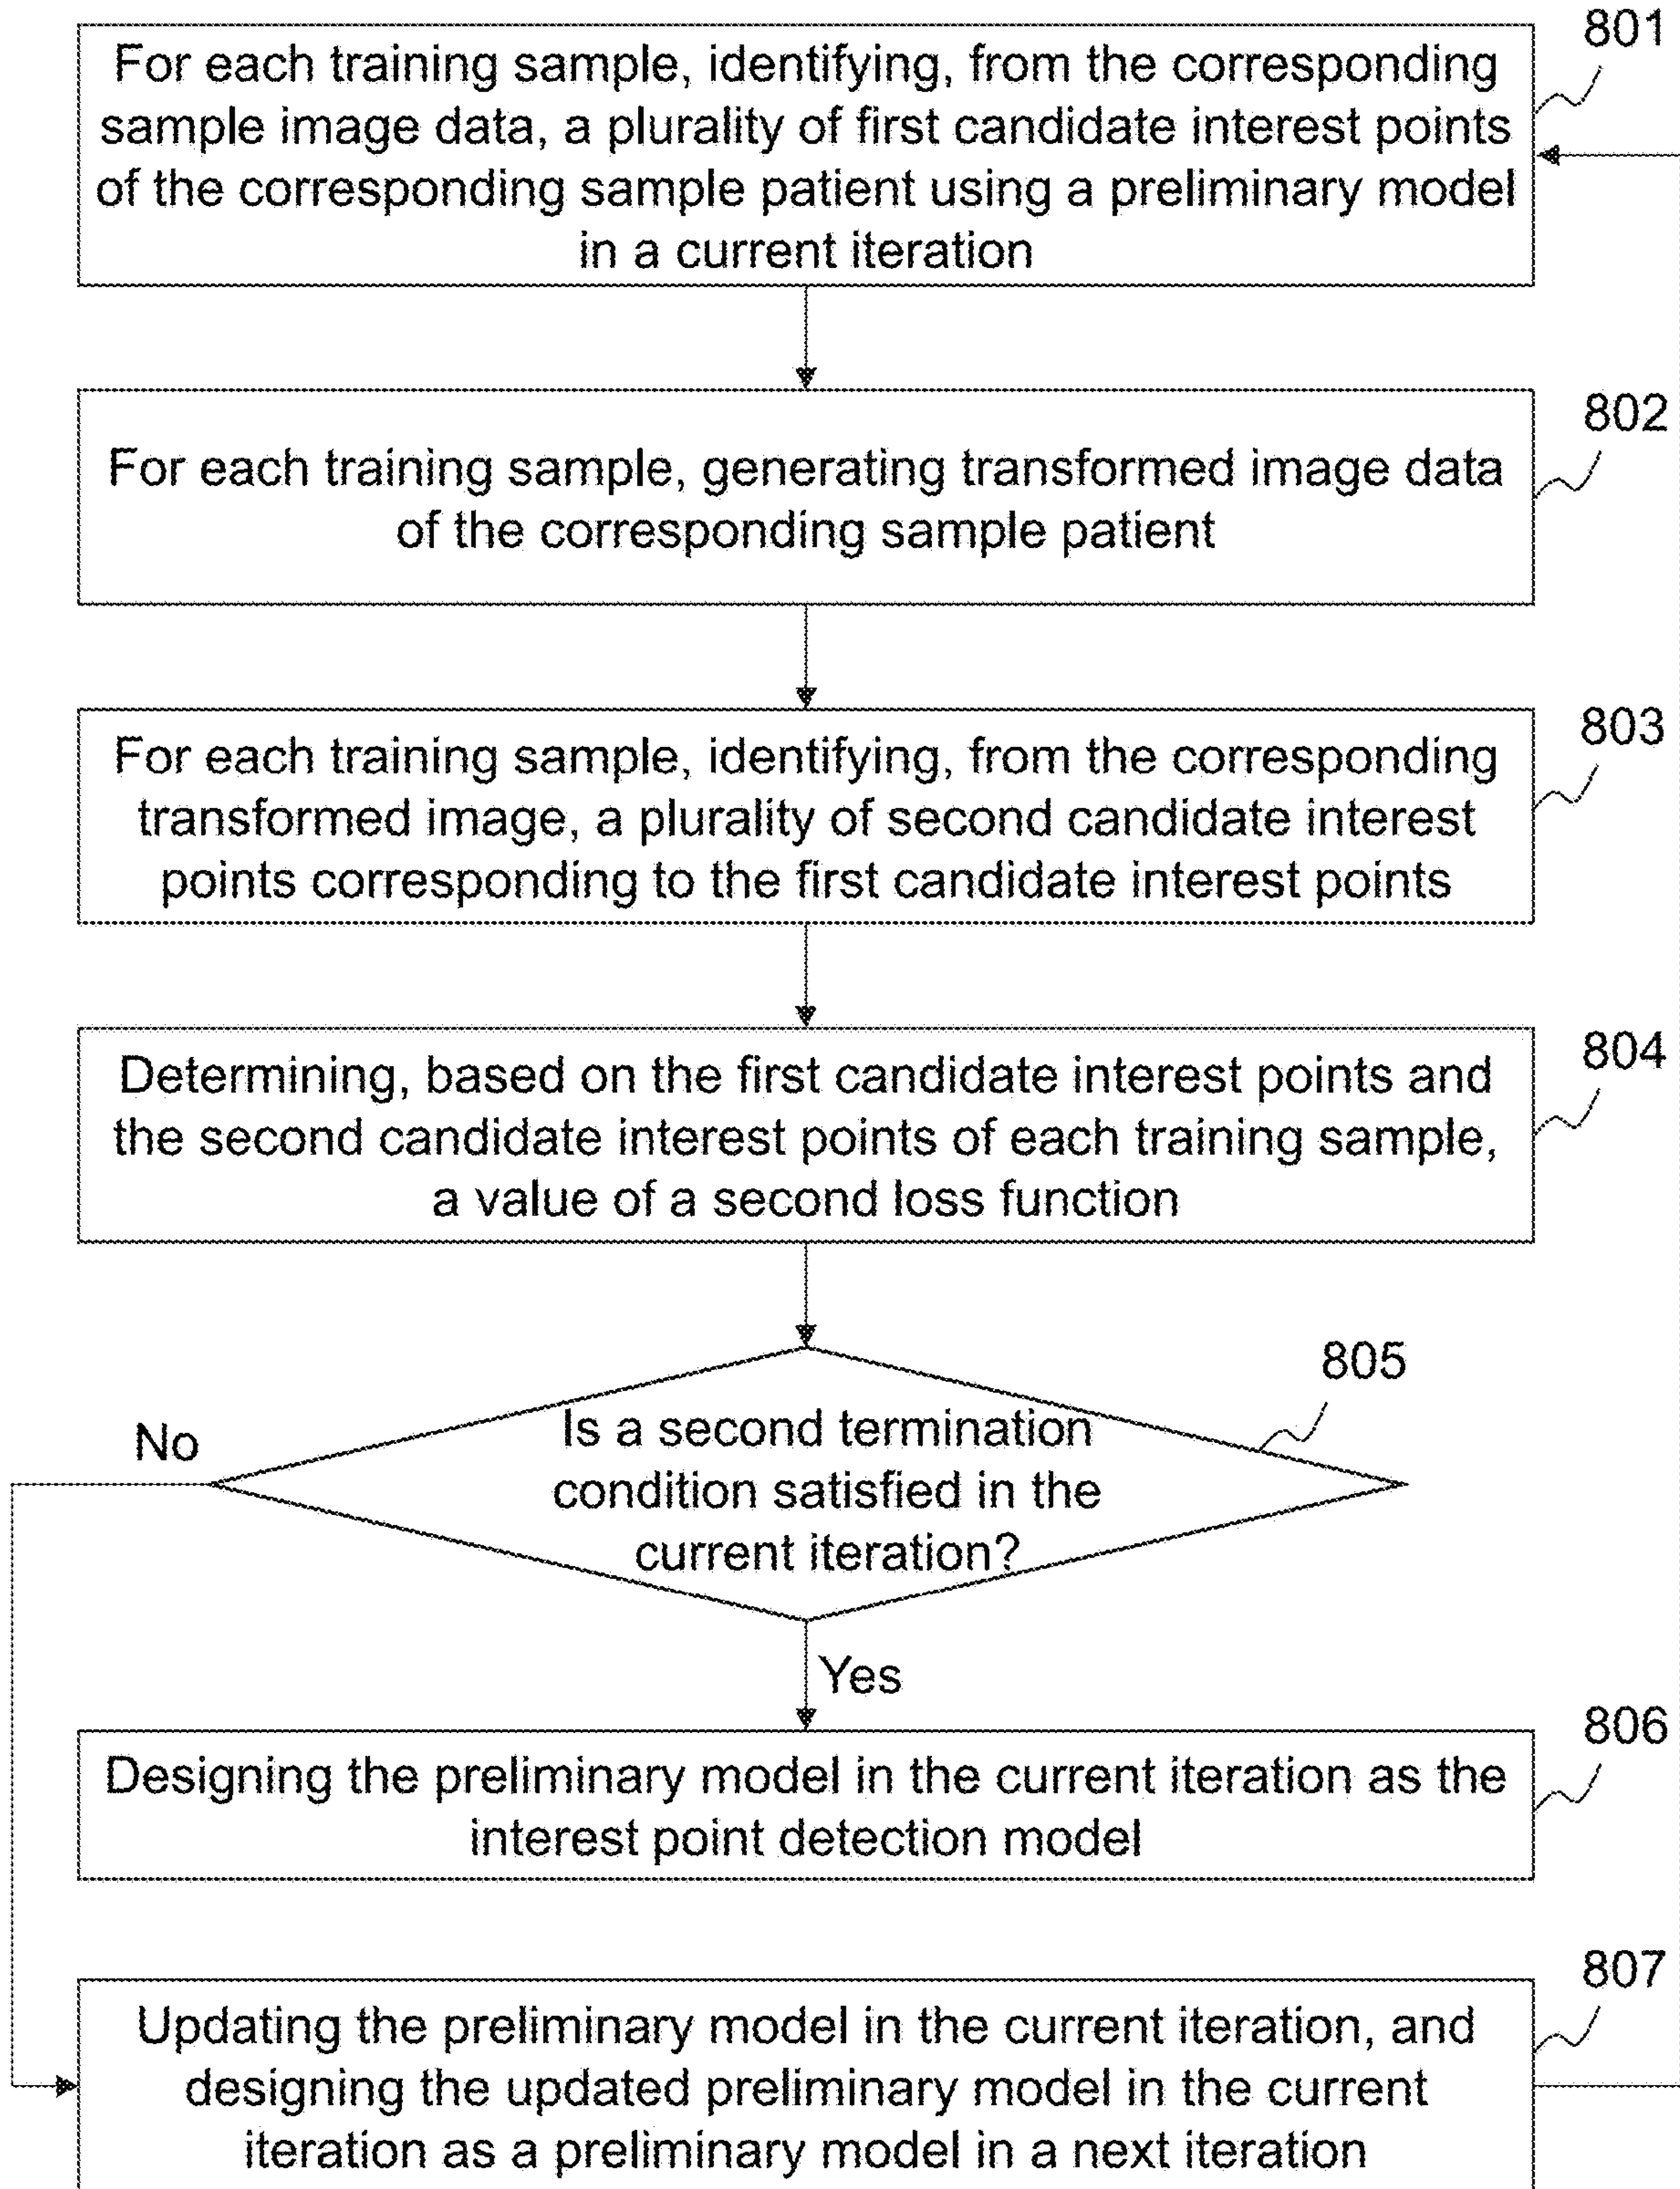 801
For each training sample, identifying, from the corresponding
sample image data, a plurality of first candidate interest points
of the corresponding sample patient using a preliminary model
in a current iteration
802
For each training sample, generating transformed image data
of the corresponding sample patient
803
For each training sample, identifying, from the corresponding
transformed image, a plurality of second candidate interest
points corresponding to the first candidate interest points
804
Determining, based on the first candidate interest points and
the second candidate interest points of each training sample,
a value of a second loss function
805
Is a second termination
condition satisfied in the
current iteration?
No
Yes
806
Designing the preliminary model in the current iteration as the
interest point detection model
807
Updating the preliminary model in the current iteration, and
designing the updated preliminary model in the current
iteration as a preliminary model in a next iteration